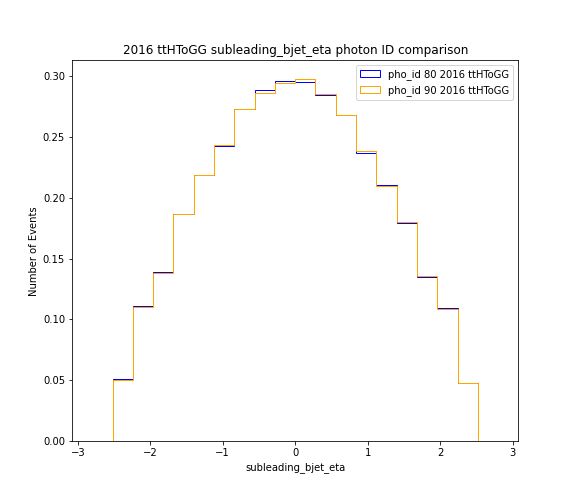 2016 ttHToGG subleading_bjet_eta photon ID comparison
pho_id 80 2016 ttHToGG
pho_id 90 2016 ttHToGG
Number of Events
0.30
0.25
0.20
0.15
0.10
0.05
0.00
−3 −2 −1 0 1 2 3
subleading_bjet_eta